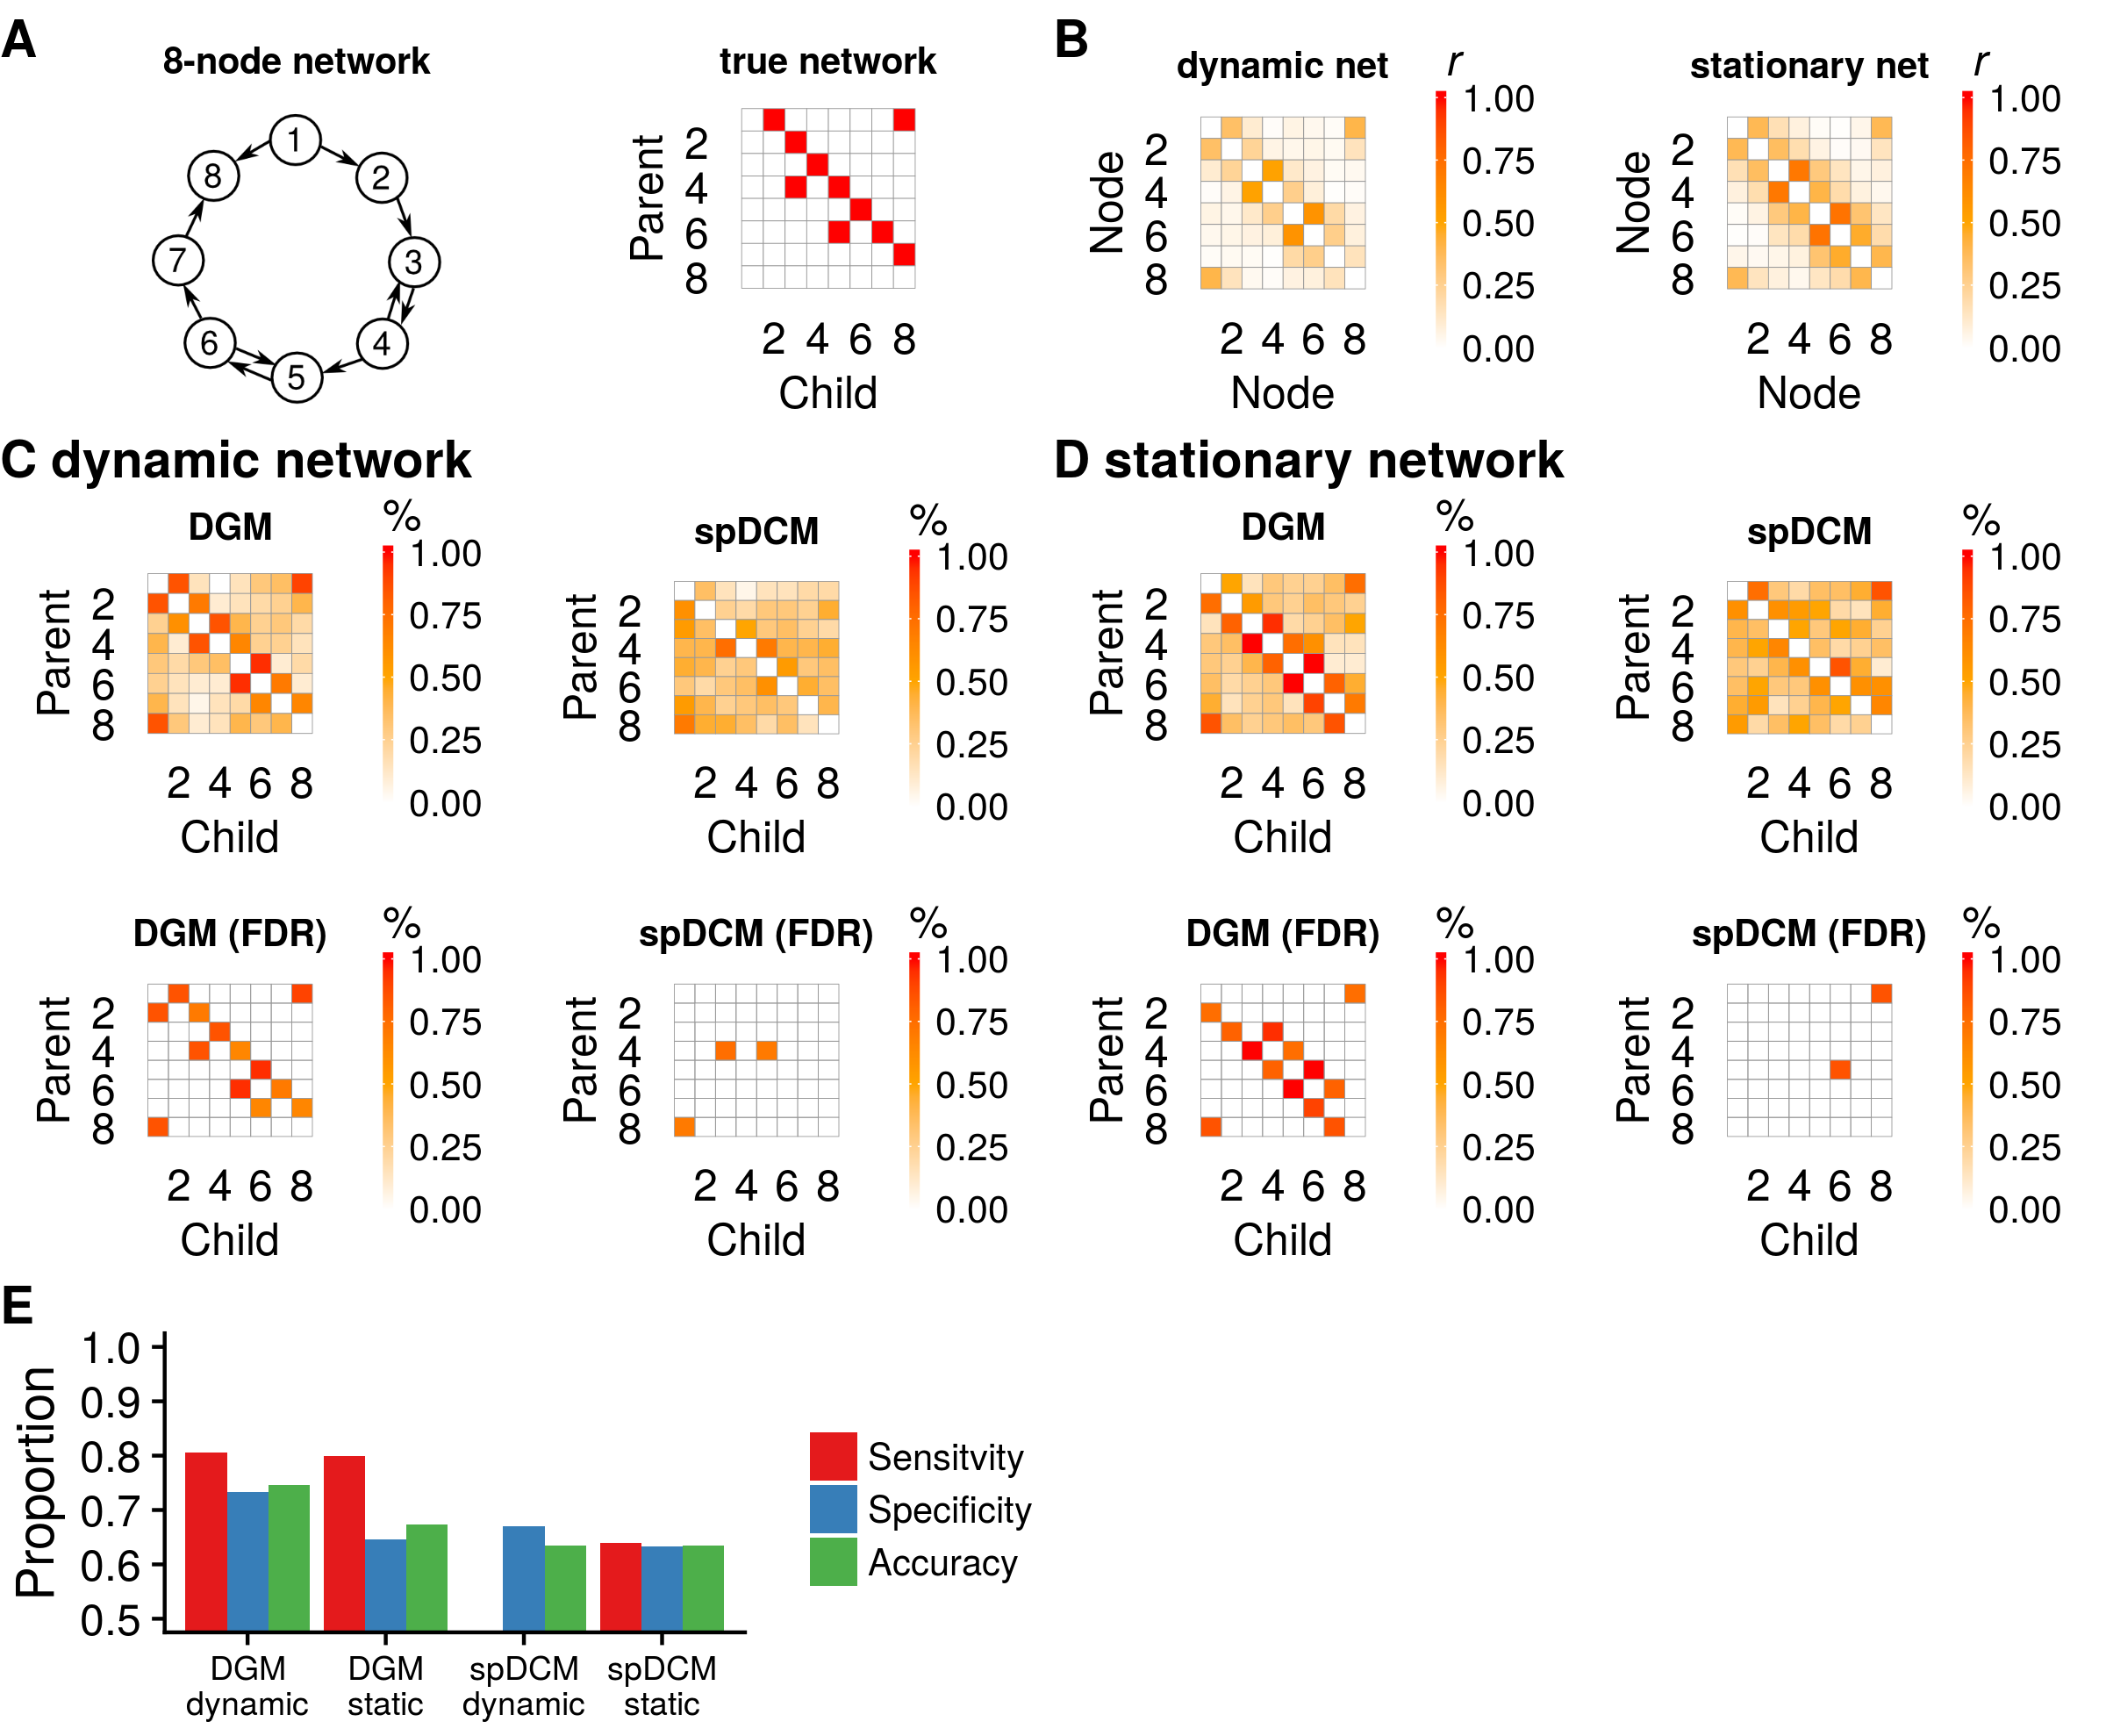 A
8-node network
1
2
3
4
5
6
7
8
true network
Parent
2
4
6
8
2 4 6 8
Child
B
dynamic net
r
1.00
0.75
0.50
0.25
0.00
Node
2
4
6
8
2 4 6 8
Node
stationary net
r
1.00
0.75
0.50
0.25
0.00
Node
2
4
6
8
2 4 6 8
Node
C dynamic network
DGM
%
1.00
0.75
0.50
0.25
0.00
Parent
2
4
6
8
2 4 6 8
Child
spDCM
%
1.00
0.75
0.50
0.25
0.00
Parent
2
4
6
8
2 4 6 8
Child
DGM (FDR)
%
1.00
0.75
0.50
0.25
0.00
Parent
2
4
6
8
2 4 6 8
Child
spDCM (FDR)
%
1.00
0.75
0.50
0.25
0.00
Parent
2
4
6
8
2 4 6 8
Child
D stationary network
DGM
%
1.00
0.75
0.50
0.25
0.00
Parent
2
4
6
8
2 4 6 8
Child
spDCM
%
1.00
0.75
0.50
0.25
0.00
Parent
2
4
6
8
2 4 6 8
Child
DGM (FDR)
%
1.00
0.75
0.50
0.25
0.00
Parent
2
4
6
8
2 4 6 8
Child
spDCM (FDR)
%
1.00
0.75
0.50
0.25
0.00
Parent
2
4
6
8
2 4 6 8
Child
E
Proportion
1.0
0.9
0.8
0.7
0.6
0.5
DGM
dynamic
DGM
static
spDCM
dynamic
spDCM
static
Sensitvity
Specificity
Accuracy